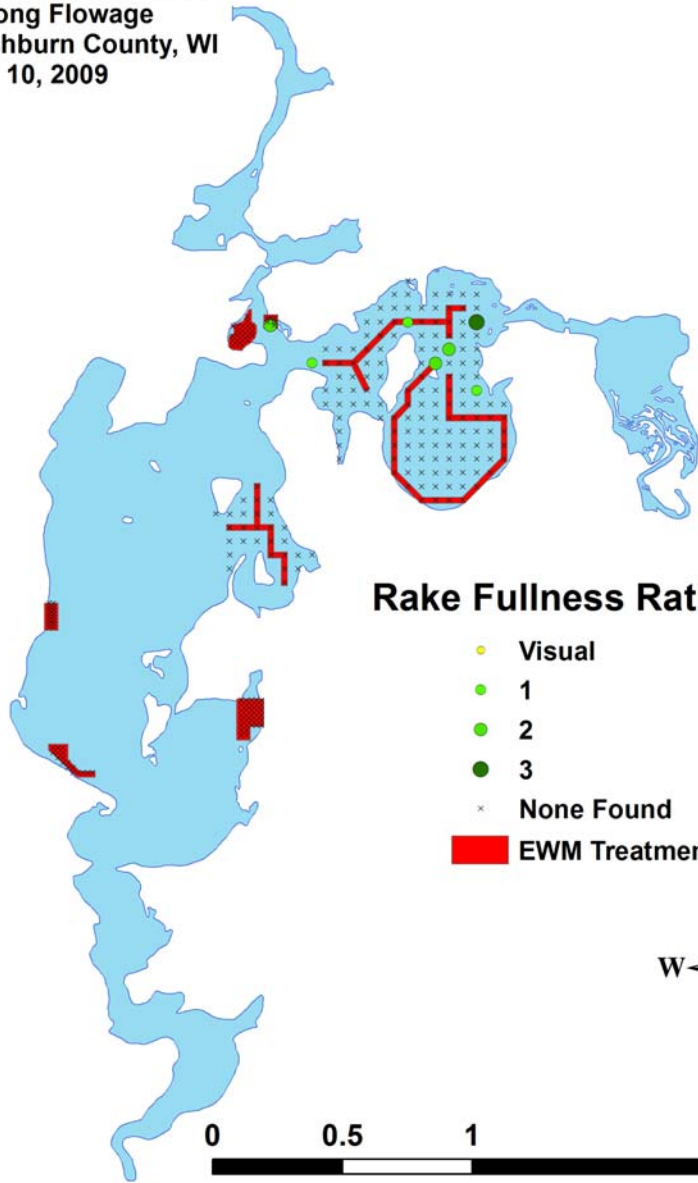 ong Flowage
hburn County, WI
10, 2009
Rake Fullness Rat
Visual
1
2
3
None Found
EWM Treatmen
W
0 0.5 1